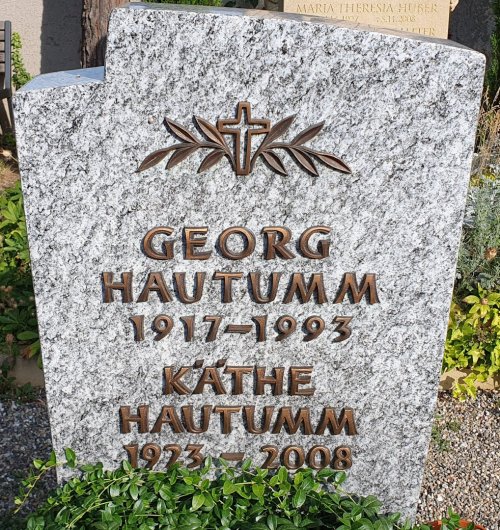 MARIA THERESIA HUBER
GEORG
HAUTUMM
1917–1993
KÄTHE
HAUTUMM
1923 – 2008